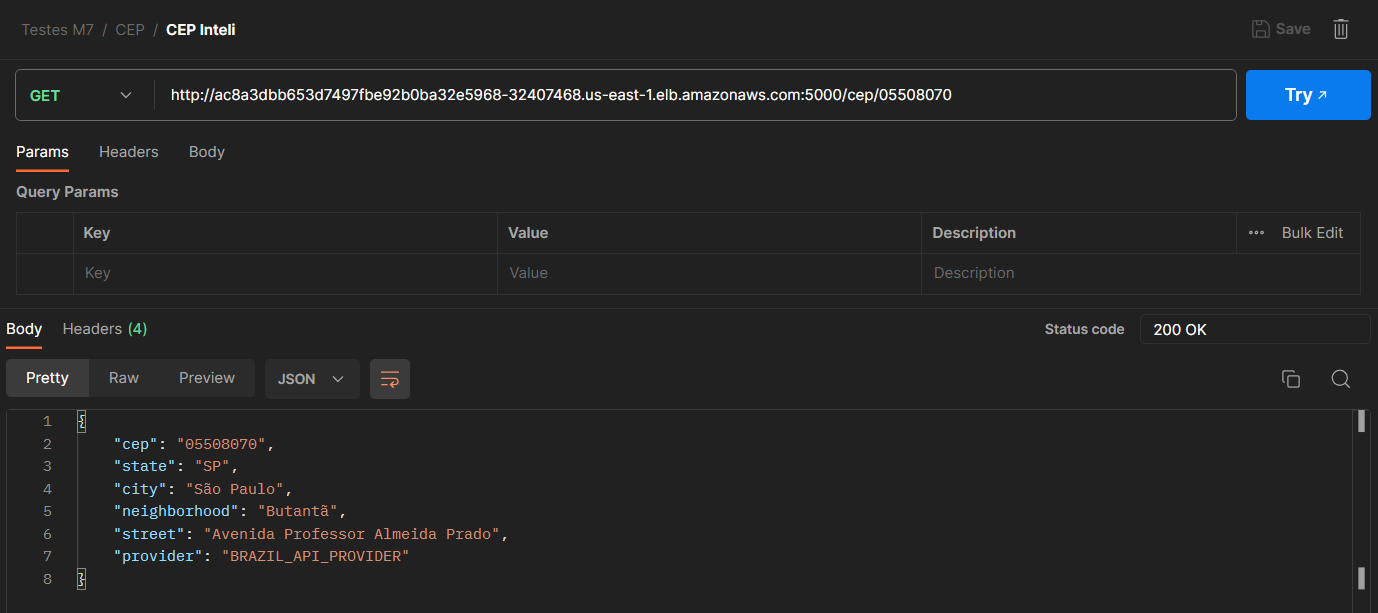 Testes M7 / CEP / CEP Inteli
Save
GET
http://ac8a3dbb653d7497fbe92b0ba32e5968-32407468.us-east-1.elb.amazonaws.com:5000/cep/05508070
Try ↗
Params Headers Body
Query Params
Key Value Description ••• Bulk Edit
Key Value Description
Body Headers (4) Status code 200 OK
Pretty Raw Preview JSON
1 {
2 "cep": "05508070",
3 "state": "SP",
4 "city": "São Paulo",
5 "neighborhood": "Butantã",
6 "street": "Avenida Professor Almeida Prado",
7 "provider": "BRAZIL_API_PROVIDER"
8 }